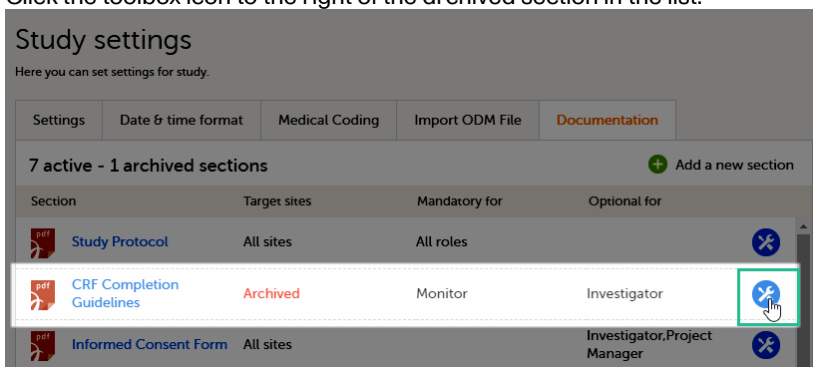 Click the toolbox icon to the right of the archived section in the list.
Study settings
Here you can set settings for study.
Settings Date & time format Medical Coding Import ODM File Documentation
7 active - 1 archived sections Add a new section
Section Target sites Mandatory for Optional for
pdf Study Protocol All sites All roles
pdf CRF Completion
Guidelines Archived Monitor Investigator
pdf Informed Consent Form All sites Investigator,Project
Manager